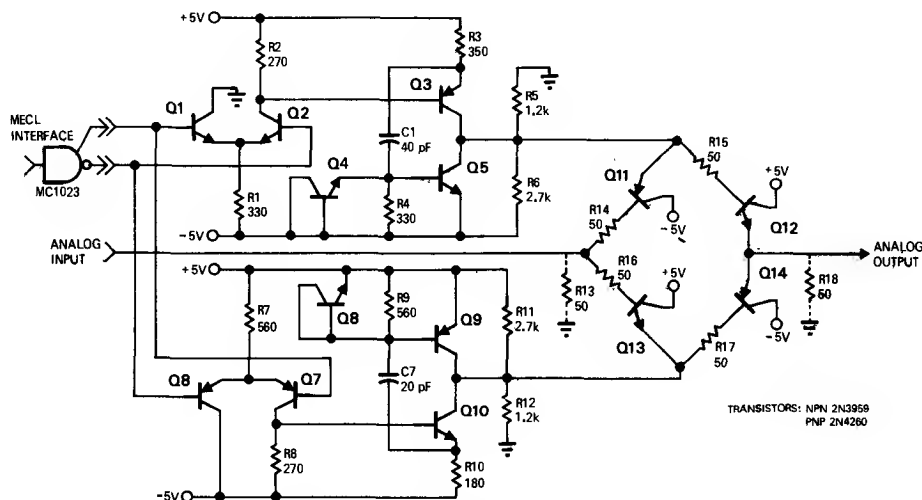 +5V
R2
270
R3
350
Q3
Q1
Q2
MECL
INTERFACE
MC1023
C1
40 pF
R5
1.2k
Q4
Q5
R1
330
R4
330
R6
2.7k
-5V
ANALOG
INPUT
R15
50
Q11
+5V
R14
50
-5V
Q12
R16
50
+5V
ANALOG
OUTPUT
Q14
R13
50
R18
50
-5V
Q13
R17
50
+5V
R7
560
Q8
R9
560
Q9
R11
2.7k
Q8
Q7
C7
20 pF
Q10
R12
1.2k
R8
270
R10
180
-5V
TRANSISTORS: NPN 2N3959
PNP 2N4260